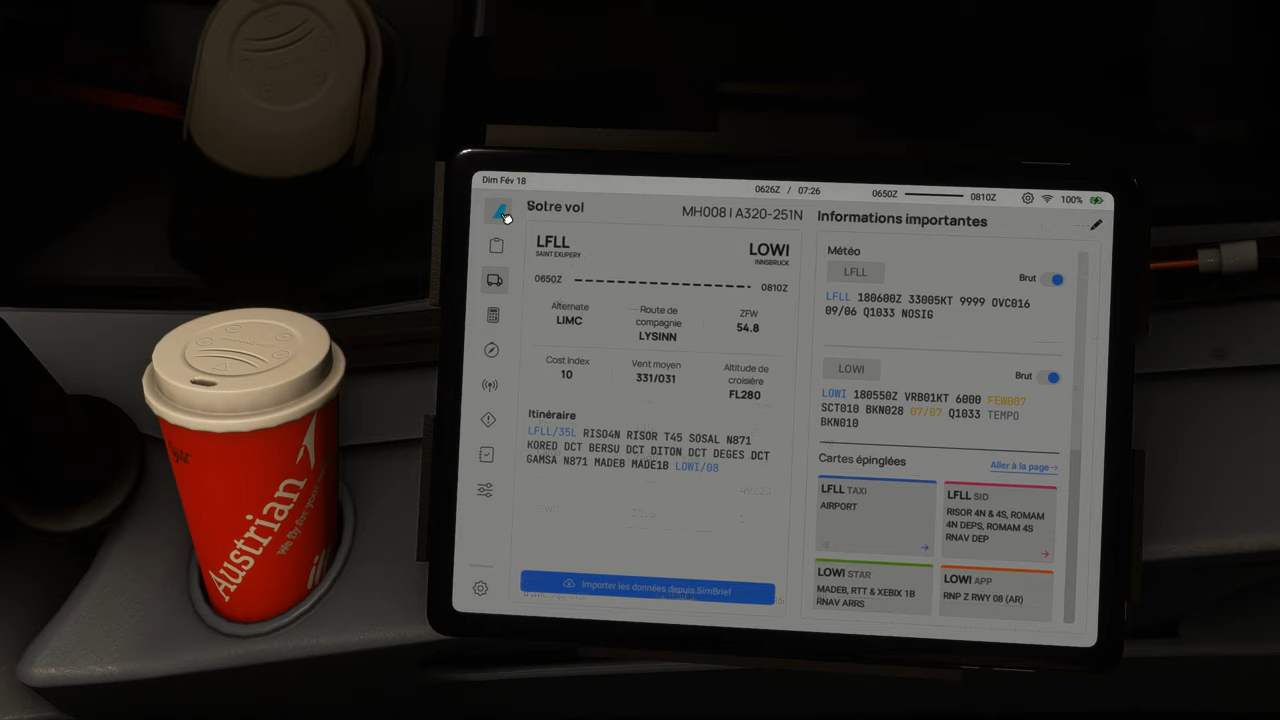 Dim Fév 18
0626Z / 07:26
0650Z
0810Z
100%
otre vol
MH008 | A320-251N
LFLL
SAINT EXUPERY
LOWI
INNSBRUCK
0650Z
0810Z
Alternate
LIMC
Route de
compagnie
LYSINN
ZFW
54.8
Cost Index
10
Vent moyen
331/031
Altitude de
croisière
FL280
Itinéraire
LFLL/35L RISO4N RISOR T45 SOSAL N871
KORED DCT BERSU DCT DITON DCT DEGES DCT
GAMSA N871 MADEB MADE1B LOWI/08
Importer les données depuis SimBrief
Informations importantes
Météo
LFLL
Brut
LFLL 180600Z 33005KT 9999 OVC016
09/06 Q1033 NOSIG
LOWI
Brut
LOWI 180550Z VRB01KT 6000 FEW007
SCT010 BKN028 07/07 Q1033 TEMPO
BKN010
Cartes épinglées
Aller à la page→
LFLL TAXI
AIRPORT
LFLL SID
RISOR 4N & 4S, ROMAM
4N DEPS, ROMAM 4S
RNAV DEP
LOWI STAR
MADEB, RTT & XEBIX 1B
RNAV ARRS
LOWI APP
RNP Z RWY 08 (AR)
Austrian
We fly for your